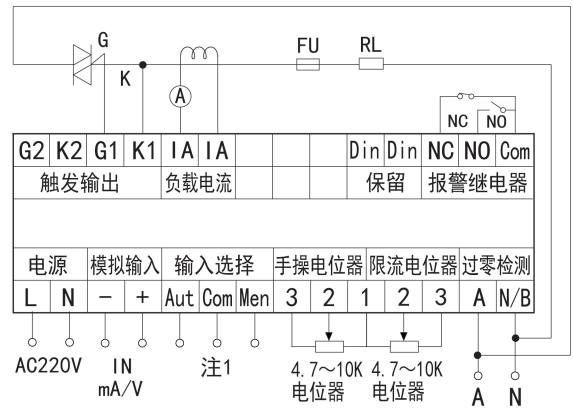 G
K
A
FU
RL
NC NO
G2 K2 G1 K1 IA IA Din Din NC NO Com
触发输出 负载电流 保留 报警继电器
电源 模拟输入 输入选择 手操电位器 限流电位器 过零检测
L N − + Aut Com Men 3 2 1 2 3 A N/B
AC220V
IN
mA/V
注1
4.7～10K
电位器
4.7～10K
电位器
A N